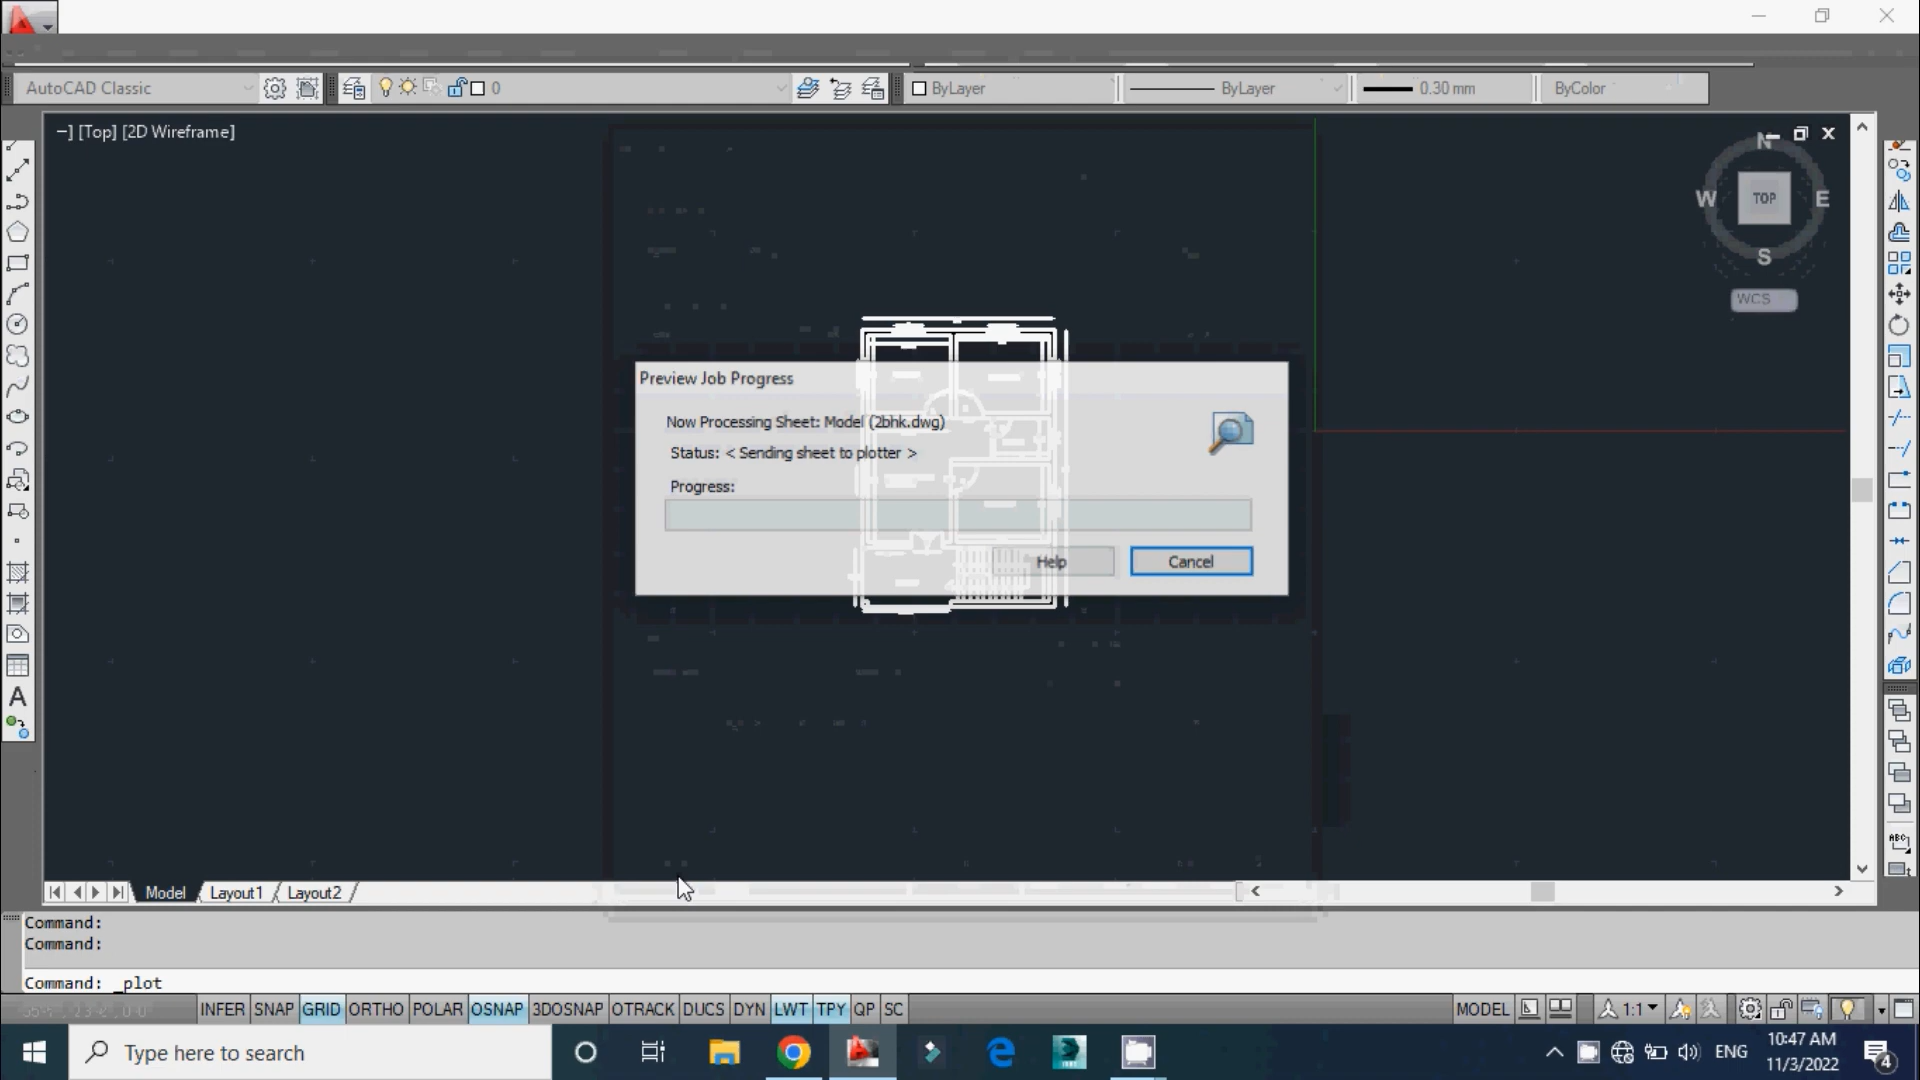 AutoCAD Classic
0
ByLayer
ByLayer
0.30 mm
ByColor
–] [Top] [2D Wireframe]
N
W
TOP
E
S
WCS
Preview Job Progress
Now Processing Sheet: Model (2bhk.dwg)
Status: < Sending sheet to plotter >
Progress:
Help
Cancel
A
ABC
Model
Layout1
Layout2
Command:
Command:
Command: _plot
INFER SNAP GRID ORTHO POLAR OSNAP 3DOSNAP OTRACK DUCS DYN LWT TPY QP SC
MODEL
1:1
Type here to search
ENG
10:47 AM
11/3/2022
4